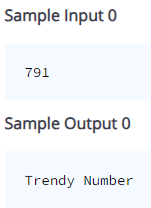 Sample Input 0
791
Sample Output 0
Trendy Number